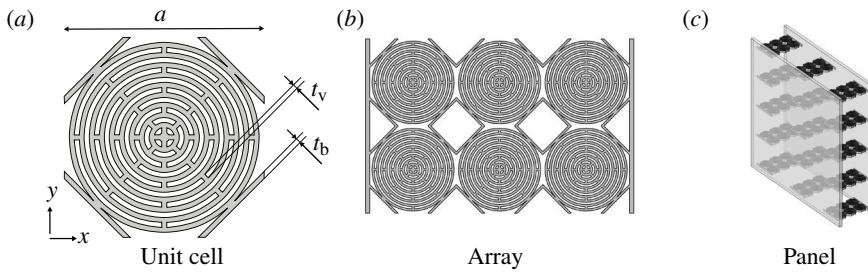 (a)
a
t_v
t_b
y
x
Unit cell
(b)
Array
(c)
Panel